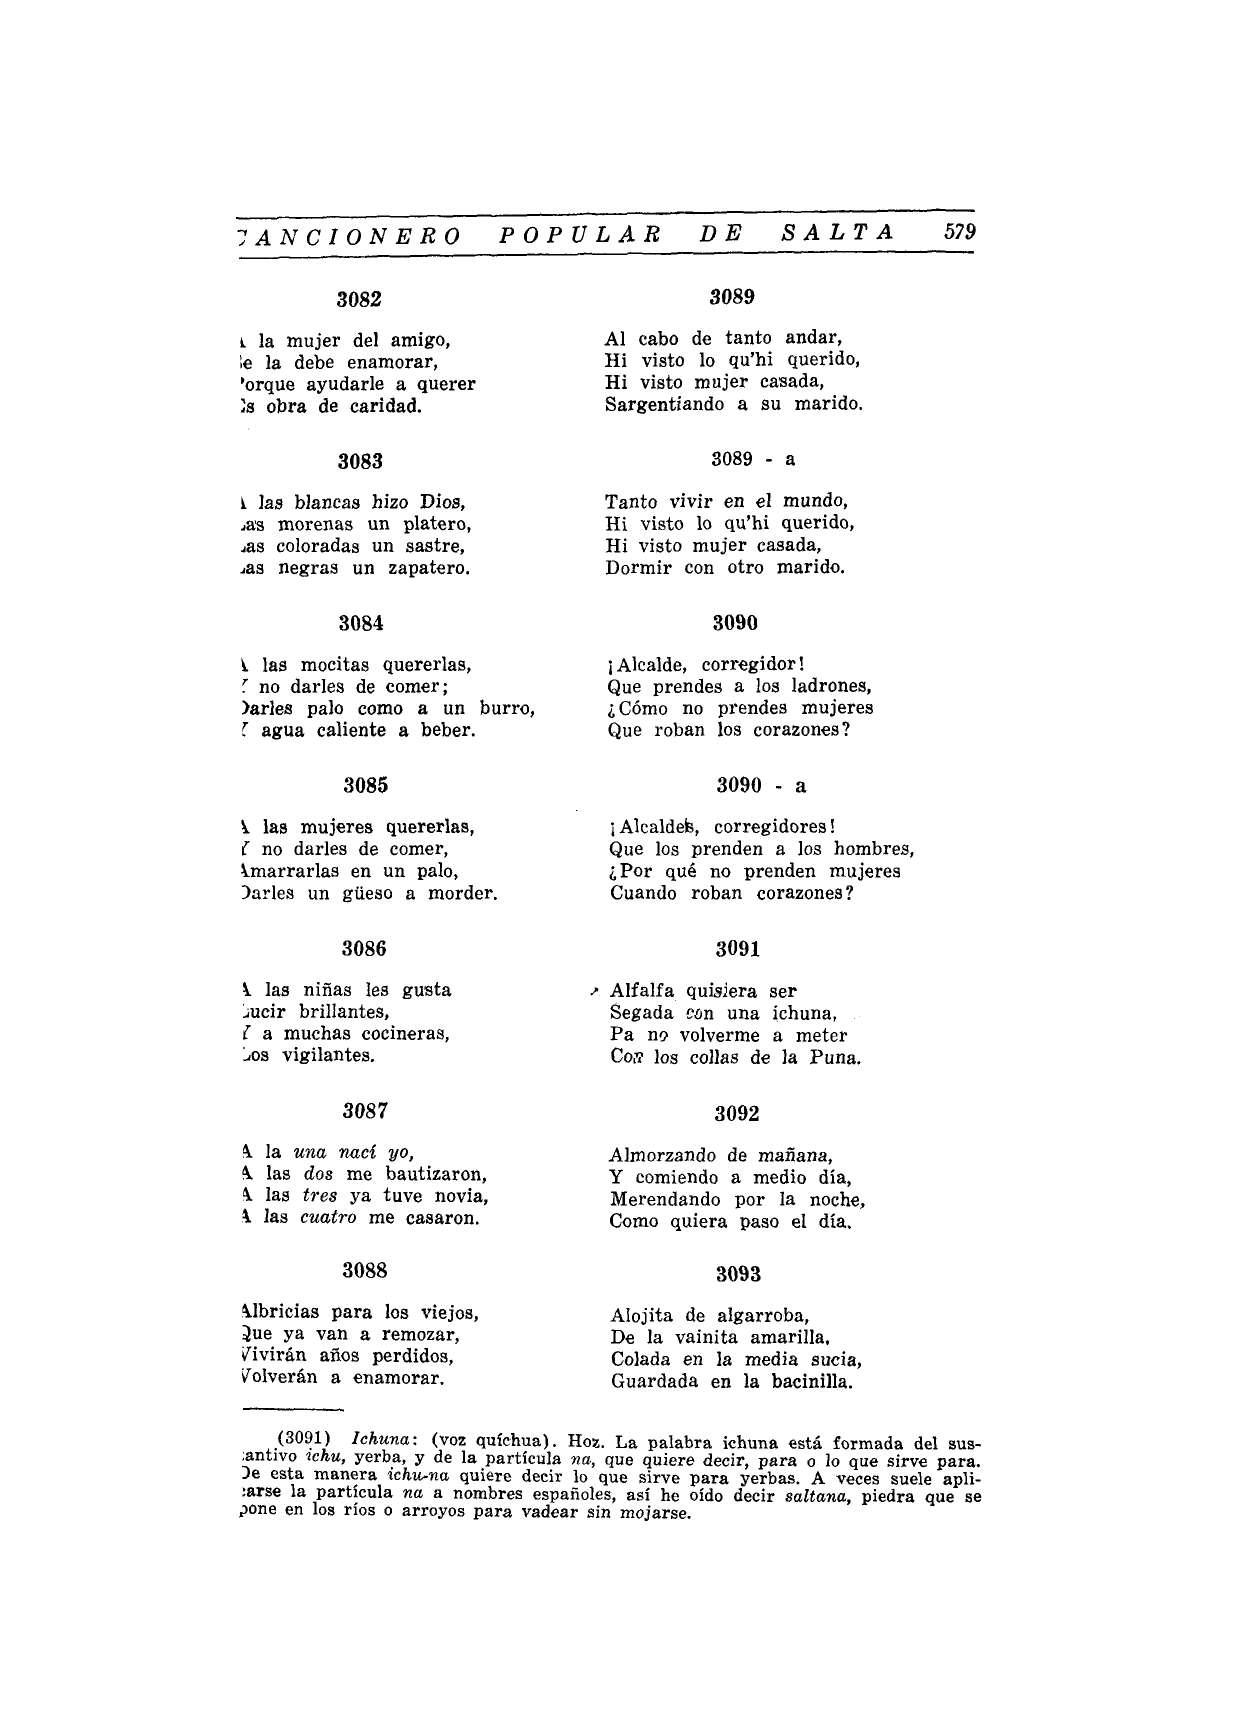 CANCIONERO POPULAR DE SALTA 579
3082
A la mujer del amigo,
Se la debe enamorar,
Porque ayudarle a querer
Es obra de caridad.
3083
A las blancas hizo Dios,
Las morenas un platero,
Las coloradas un sastre,
Las negras un zapatero.
3084
A las mocitas quererlas,
Y no darles de comer;
Darles palo como a un burro,
Y agua caliente a beber.
3085
A las mujeres quererlas,
Y no darles de comer,
Amarrarlas en un palo,
Darles un güeso a morder.
3086
A las niñas les gusta
Lucir brillantes,
Y a muchas cocineras,
Los vigilantes.
3087
A la una nací yo,
A las dos me bautizaron,
A las tres ya tuve novia,
A las cuatro me casaron.
3088
Albricias para los viejos,
Que ya van a remozar,
Vivirán años perdidos,
Volverán a enamorar.
3089
Al cabo de tanto andar,
Hi visto lo qu'hi querido,
Hi visto mujer casada,
Sargentiando a su marido.
3089 - a
Tanto vivir en el mundo,
Hi visto lo qu'hi querido,
Hi visto mujer casada,
Dormir con otro marido.
3090
¡Alcalde, corregidor!
Que prendes a los ladrones,
¿Cómo no prendes mujeres
Que roban los corazones?
3090 - a
¡Alcaldes, corregidores!
Que los prenden a los hombres,
¿Por qué no prenden mujeres
Cuando roban corazones?
3091
Alfalfa quisiera ser
Segada con una ichuna,
Pa no volverme a meter
Con los collas de la Puna.
3092
Almorzando de mañana,
Y comiendo a medio día,
Merendando por la noche,
Como quiera paso el día.
3093
Alojita de algarroba,
De la vainita amarilla,
Colada en la media sucia,
Guardada en la bacinilla.
(3091) Ichuna: (voz quíchua). Hoz. La palabra ichuna está formada del sus-
tantivo ichu, yerba, y de la partícula na, que quiere decir, para o lo que sirve para.
De esta manera ichu-na quiere decir lo que sirve para yerbas. A veces suele apli-
carse la partícula na a nombres españoles, así he oído decir saltana, piedra que se
pone en los ríos o arroyos para vadear sin mojarse.